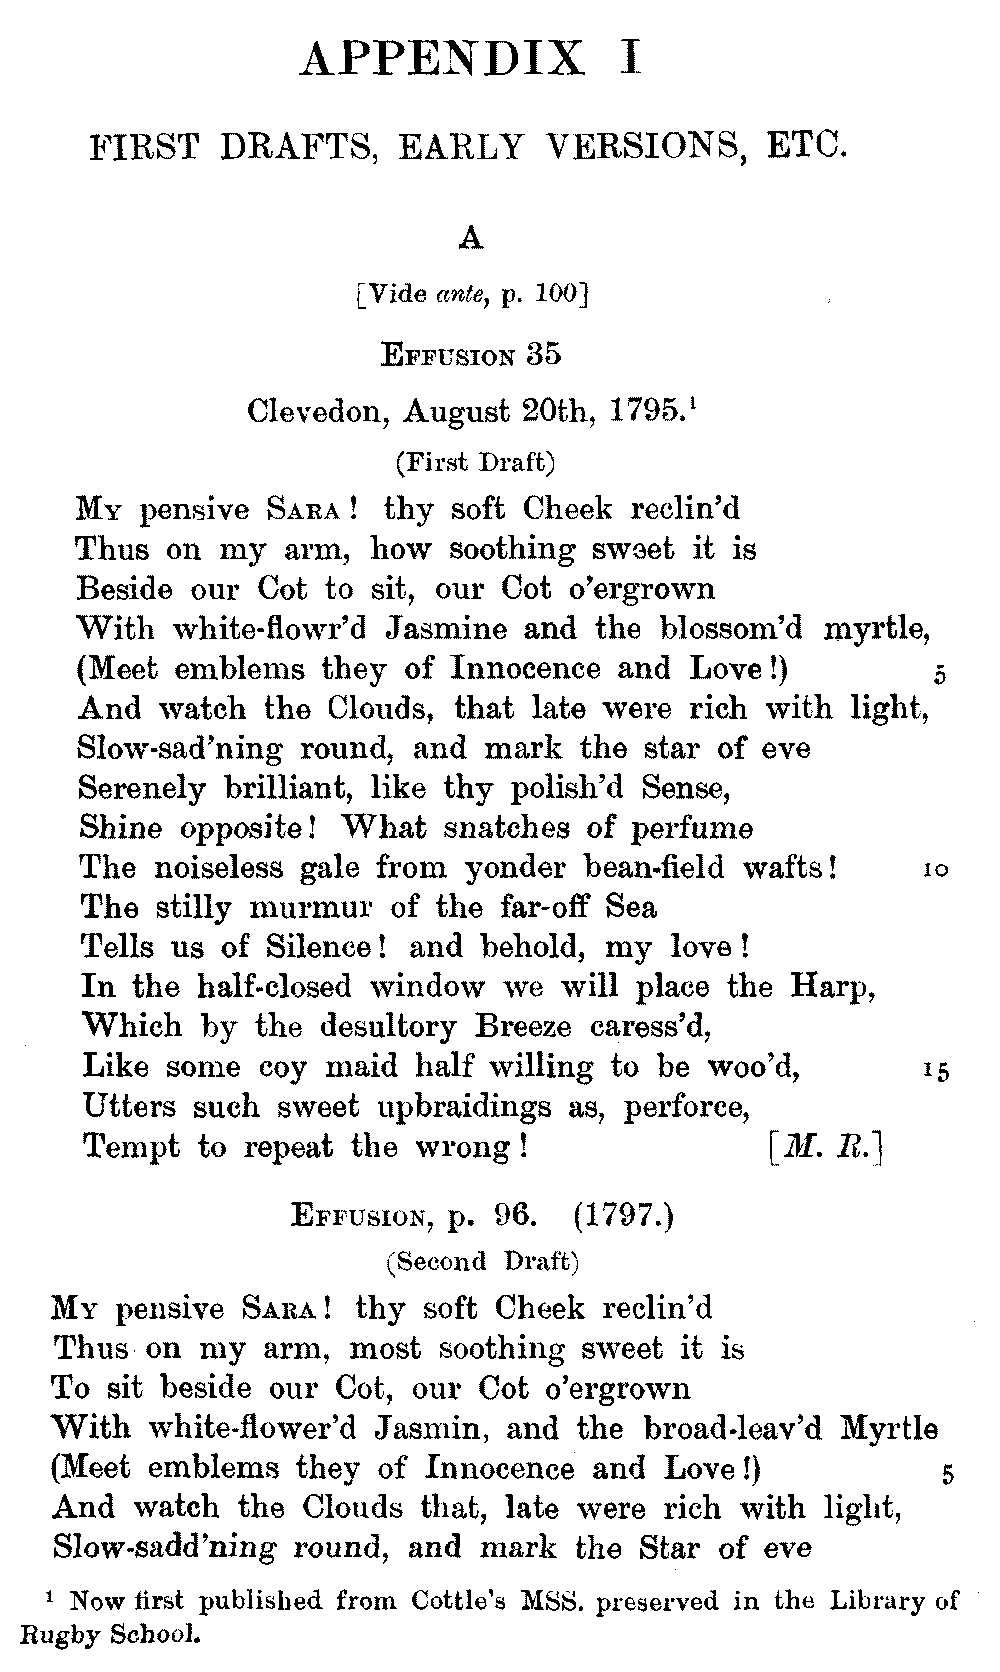 APPENDIX I
FIRST DRAFTS, EARLY VERSIONS, ETC.
A
[Vide ante, p. 100]
EFFUSION 35
Clevedon, August 20th, 1795.¹
(First Draft)
MY pensive SARA! thy soft Cheek reclin'd
Thus on my arm, how soothing sweet it is
Beside our Cot to sit, our Cot o'ergrown
With white-flowr'd Jasmine and the blossom'd myrtle,
(Meet emblems they of Innocence and Love!) 5
And watch the Clouds, that late were rich with light,
Slow-sad'ning round, and mark the star of eve
Serenely brilliant, like thy polish'd Sense,
Shine opposite! What snatches of perfume
The noiseless gale from yonder bean-field wafts! 10
The stilly murmur of the far-off Sea
Tells us of Silence! and behold, my love!
In the half-closed window we will place the Harp,
Which by the desultory Breeze caress'd,
Like some coy maid half willing to be woo'd, 15
Utters such sweet upbraidings as, perforce,
Tempt to repeat the wrong! [M. R.]
EFFUSION, p. 96. (1797.)
(Second Draft)
MY pensive SARA! thy soft Cheek reclin'd
Thus on my arm, most soothing sweet it is
To sit beside our Cot, our Cot o'ergrown
With white-flower'd Jasmin, and the broad-leav'd Myrtle
(Meet emblems they of Innocence and Love!) 5
And watch the Clouds that, late were rich with light,
Slow-sadd'ning round, and mark the Star of eve
¹ Now first published from Cottle's MSS. preserved in the Library of
Rugby School.